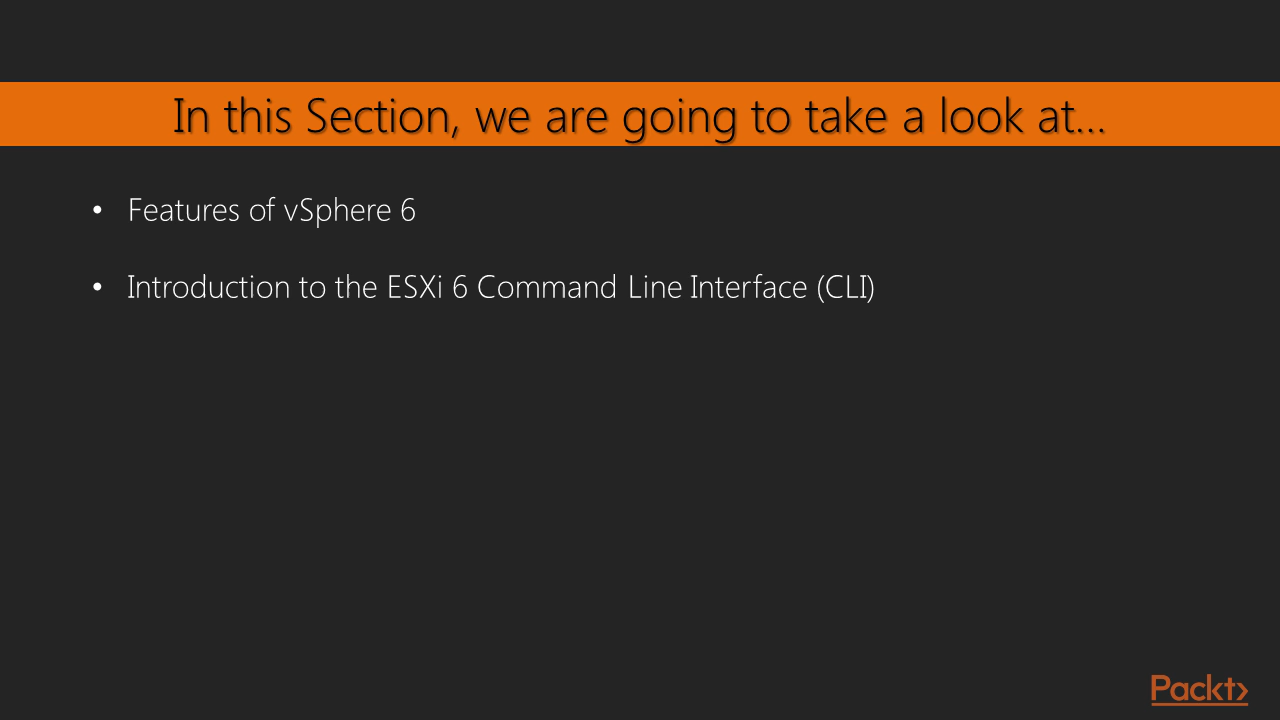 In this Section, we are going to take a look at...
• Features of vSphere 6
• Introduction to the ESXi 6 Command Line Interface (CLI)
Packt>